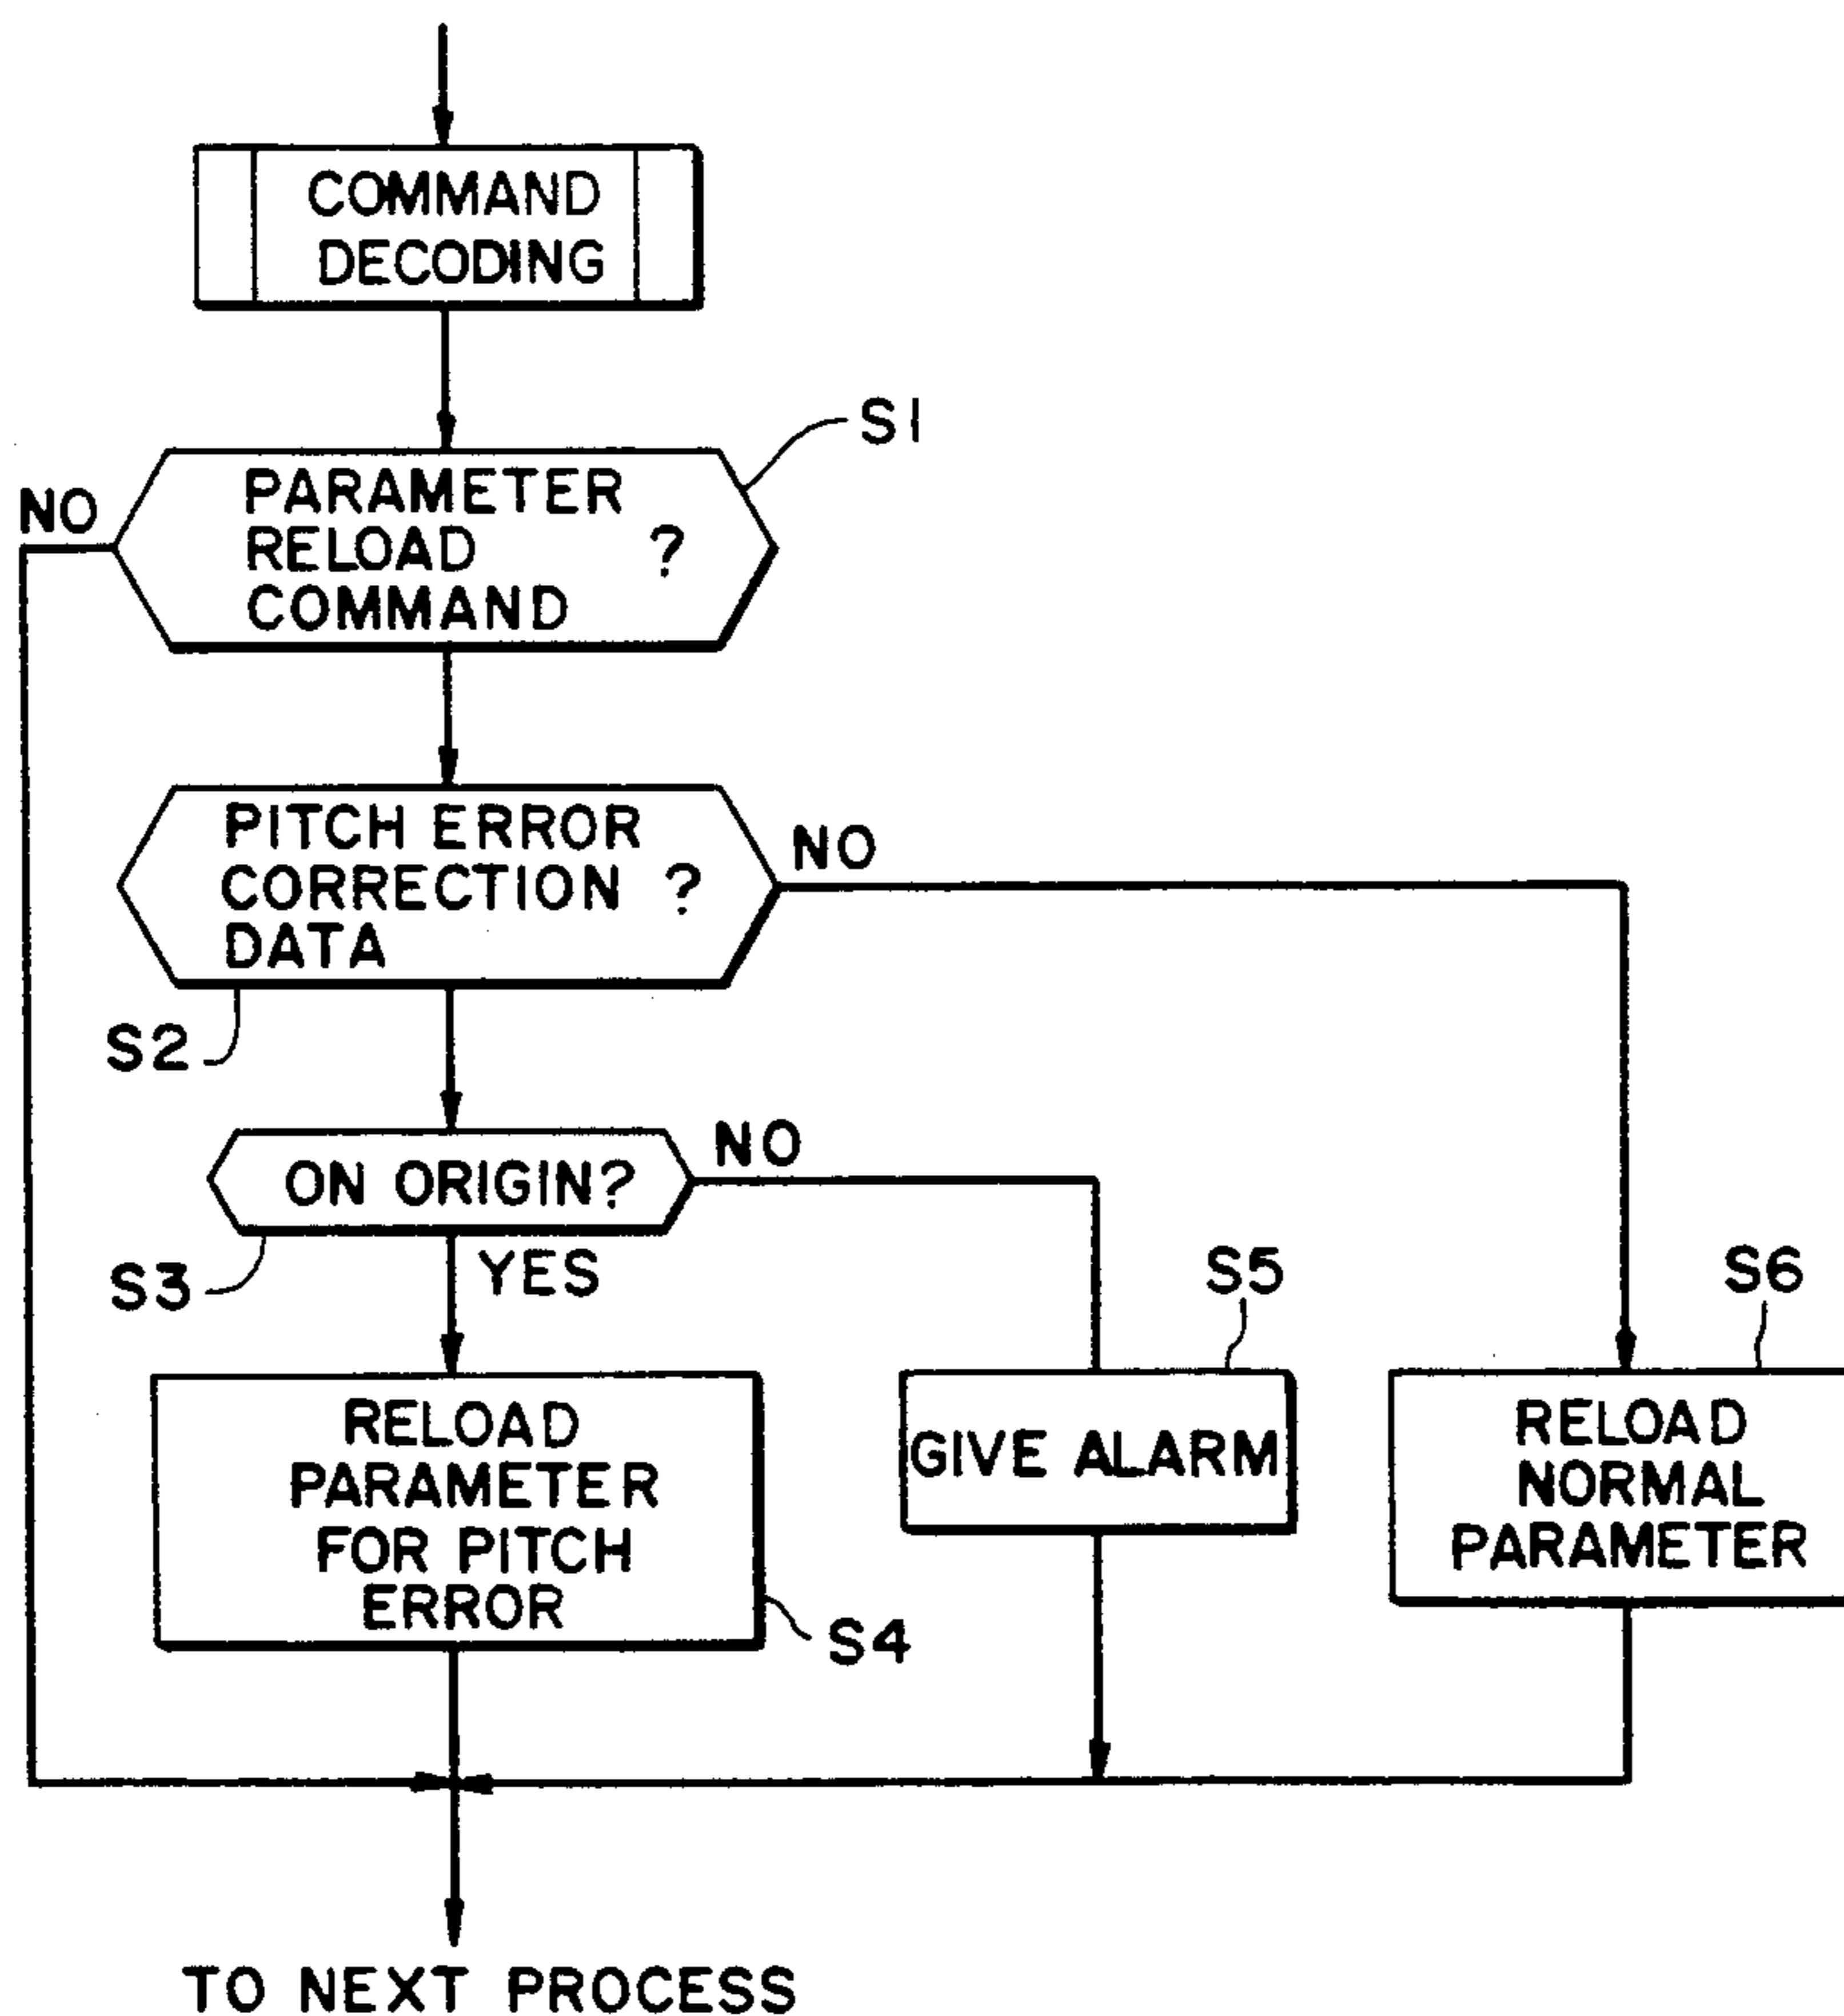 COMMAND
DECODING
S1
NO
PARAMETER
RELOAD ?
COMMAND
PITCH ERROR
CORRECTION ?
DATA
NO
S2
ON ORIGIN?
NO
S3
YES
S5
S6
RELOAD
PARAMETER
FOR PITCH
ERROR
S4
GIVE ALARM
RELOAD
NORMAL
PARAMETER
TO NEXT PROCESS